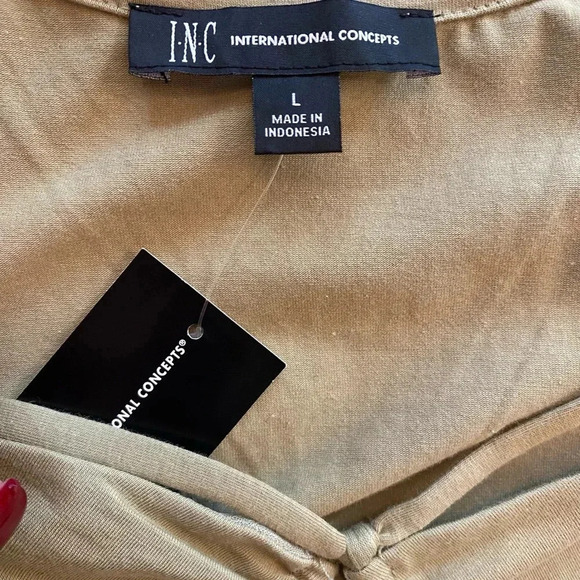 I·N·C INTERNATIONAL CONCEPTS
L
MADE IN
INDONESIA
ONAL CONCEPTS®